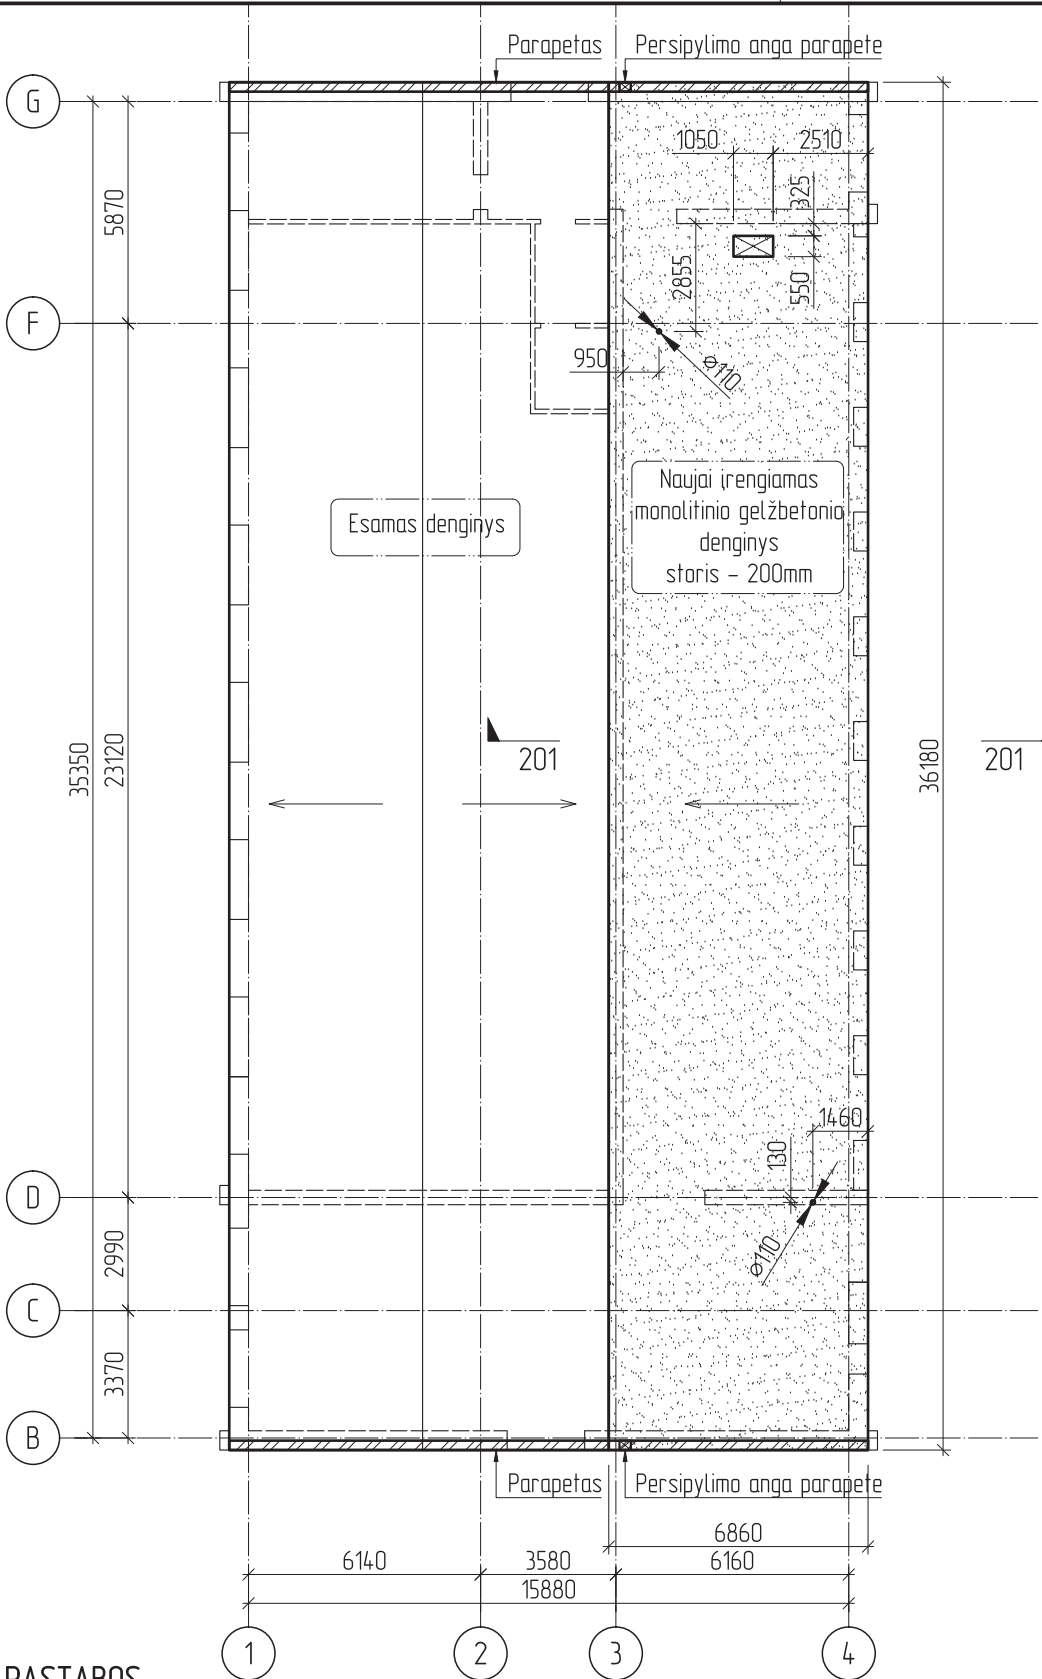 Parapetas
Persipylimo anga parapete
G
1050
2510
325
5870
2855
550
F
950
⌀110
Naujai įrengiamas
monolitinio gelžbetonio
denginys
storis - 200mm
Esamas denginys
35350
23120
201
36180
201
1460
130
D
⌀110
2990
C
3370
B
Parapetas
Persipylimo anga parapete
6860
6140
3580
6160
15880
1
2
3
4
PASTABOS